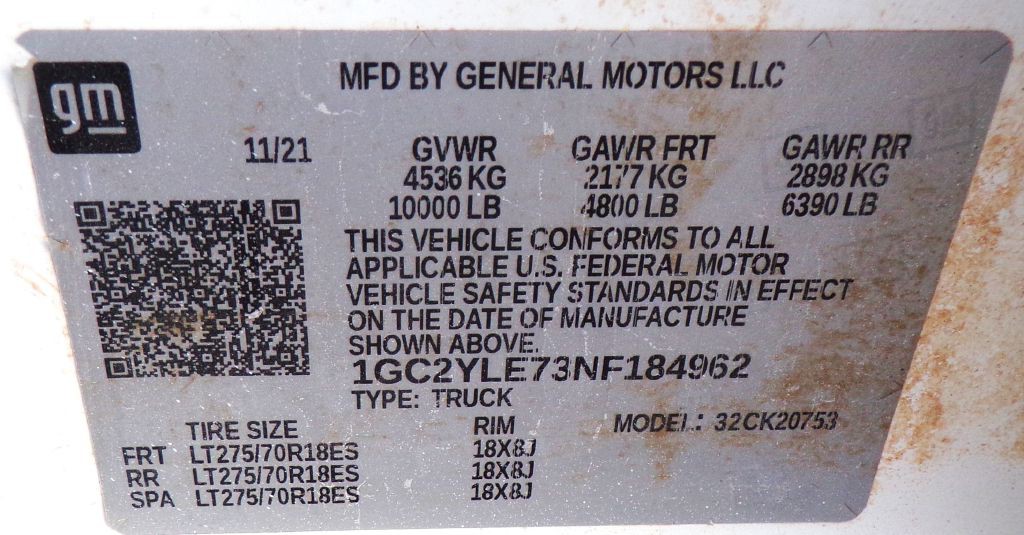 gm
MFD BY GENERAL MOTORS LLC
11/21 GVWR GAWR FRT GAWR RR
4536 KG 2177 KG 2898 KG
10000 LB 4800 LB 6390 LB
THIS VEHICLE CONFORMS TO ALL
APPLICABLE U.S. FEDERAL MOTOR
VEHICLE SAFETY STANDARDS IN EFFECT
ON THE DATE OF MANUFACTURE
SHOWN ABOVE.
1GC2YLE73NF184962
TYPE: TRUCK
TIRE SIZE RIM MODEL: 32CK20753
FRT LT275/70R18ES 18X8J
RR LT275/70R18ES 18X8J
SPA LT275/70R18ES 18X8J